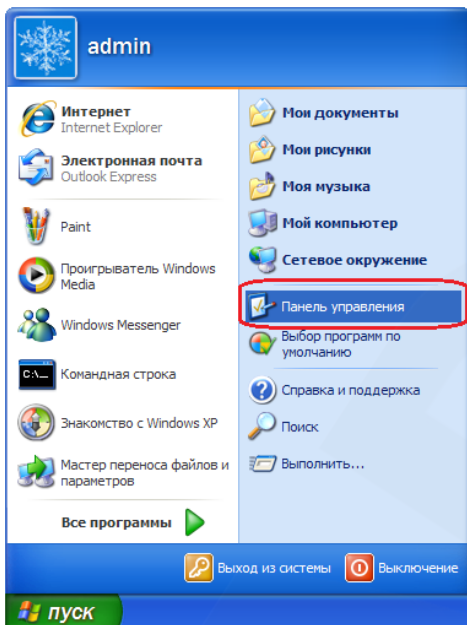 admin
Интернет
Internet Explorer
Электронная почта
Outlook Express
Paint
Проигрыватель Windows
Media
Windows Messenger
C:\_
Командная строка
Знакомство с Windows XP
Мастер переноса файлов и
параметров
Все программы
Мои документы
Мои рисунки
Моя музыка
Мой компьютер
Сетевое окружение
Панель управления
Выбор программ по
умолчанию
Справка и поддержка
Поиск
Выполнить...
Выход из системы
Выключение
пуск